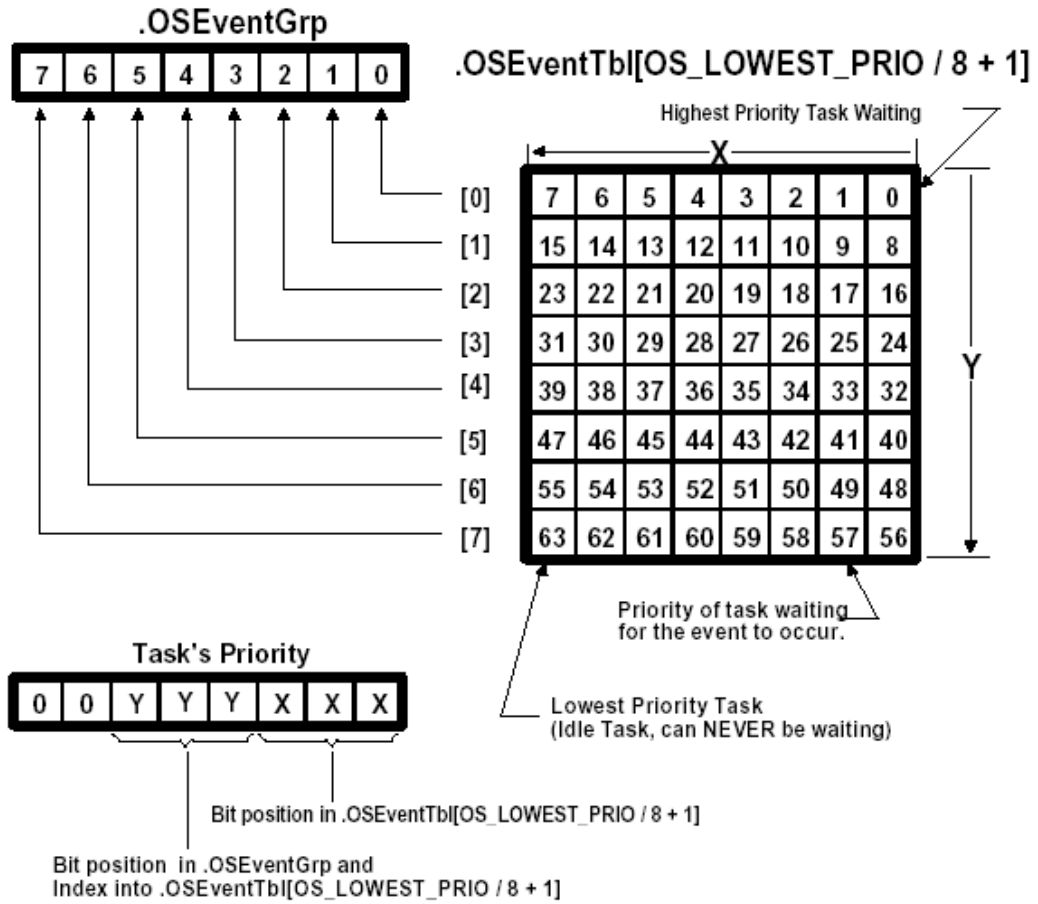 .OSEventGrp
7 6 5 4 3 2 1 0
.OSEventTbl[OS_LOWEST_PRIO / 8 + 1]
Highest Priority Task Waiting
X
[0] 7 6 5 4 3 2 1 0
[1] 15 14 13 12 11 10 9 8
[2] 23 22 21 20 19 18 17 16
[3] 31 30 29 28 27 26 25 24
[4] 39 38 37 36 35 34 33 32
Y
[5] 47 46 45 44 43 42 41 40
[6] 55 54 53 52 51 50 49 48
[7] 63 62 61 60 59 58 57 56
Priority of task waiting
for the event to occur.
Task's Priority
0 0 Y Y Y X X X
Lowest Priority Task
(Idle Task, can NEVER be waiting)
Bit position in .OSEventTbl[OS_LOWEST_PRIO / 8 + 1]
Bit position in .OSEventGrp and
Index into .OSEventTbl[OS_LOWEST_PRIO / 8 + 1]